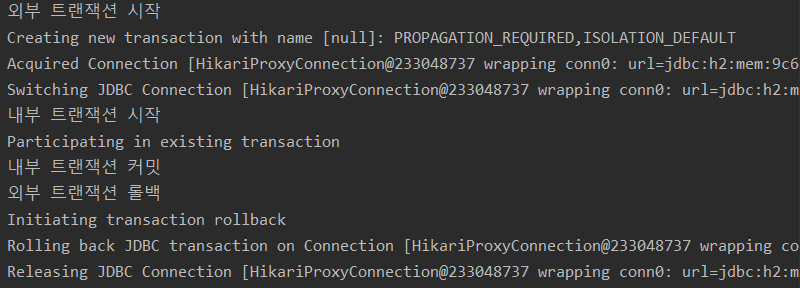 외부 트랜잭션 시작
Creating new transaction with name [null]: PROPAGATION_REQUIRED,ISOLATION_DEFAULT
Acquired Connection [HikariProxyConnection@233048737 wrapping conn0: url=jdbc:h2:mem:9c6
Switching JDBC Connection [HikariProxyConnection@233048737 wrapping conn0: url=jdbc:h2:m
내부 트랜잭션 시작
Participating in existing transaction
내부 트랜잭션 커밋
외부 트랜잭션 롤백
Initiating transaction rollback
Rolling back JDBC transaction on Connection [HikariProxyConnection@233048737 wrapping co
Releasing JDBC Connection [HikariProxyConnection@233048737 wrapping conn0: url=jdbc:h2:m